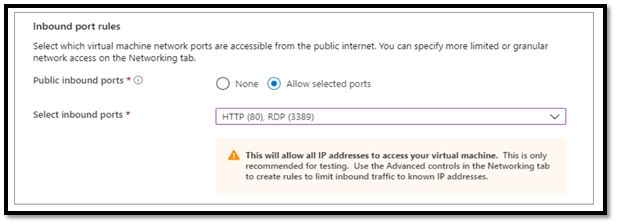 Inbound port rules
Select which virtual machine network ports are accessible from the public internet. You can specify more limited or granular
network access on the Networking tab.
Public inbound ports * None Allow selected ports
Select inbound ports * HTTP (80), RDP (3389)
This will allow all IP addresses to access your virtual machine. This is only
recommended for testing. Use the Advanced controls in the Networking tab
to create rules to limit inbound traffic to known IP addresses.